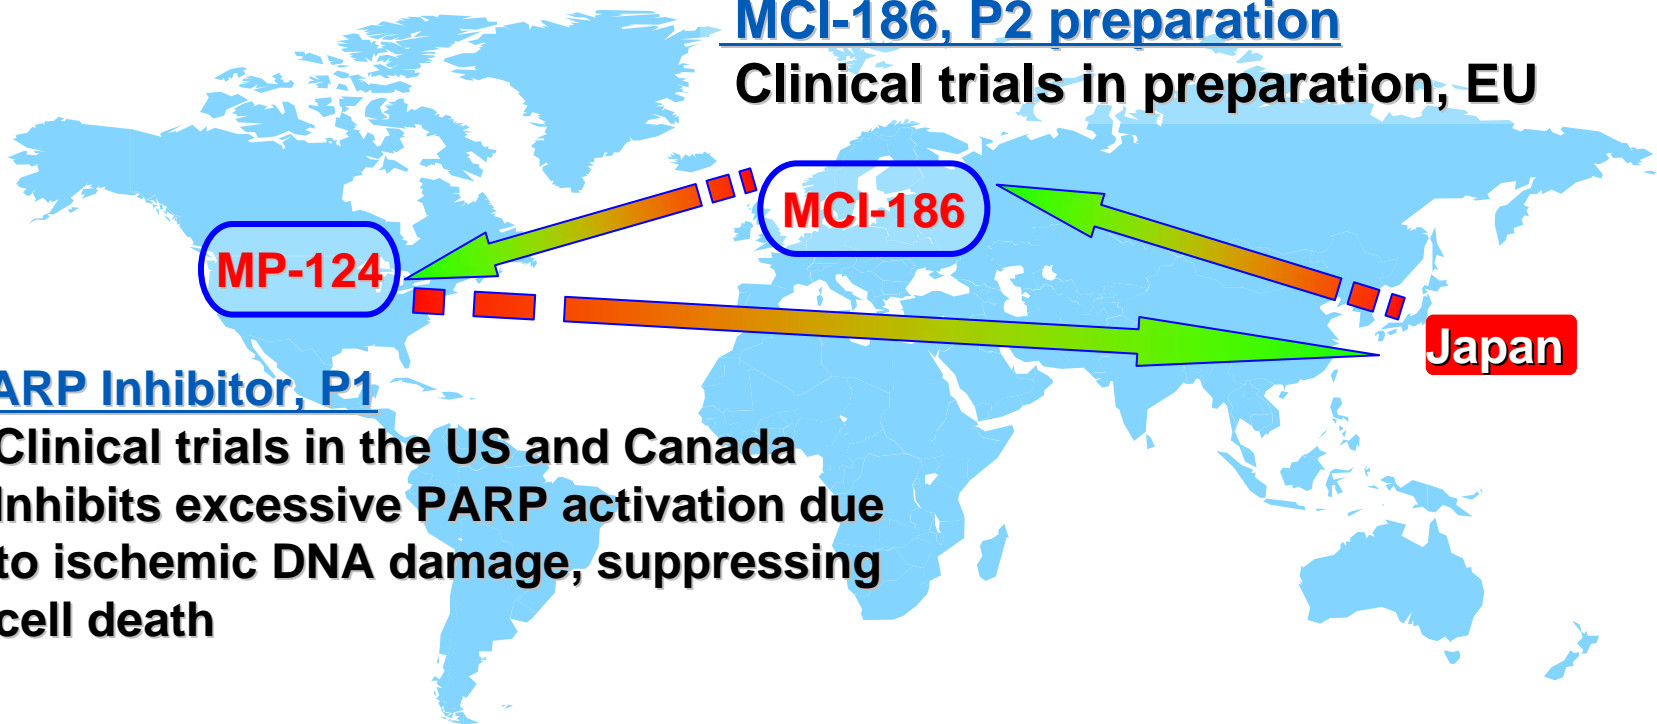 MCI-186, P2 preparation
Clinical trials in preparation, EU
MCI-186
MP-124
Japan
ARP Inhibitor, P1
Clinical trials in the US and Canada
Inhibits excessive PARP activation due
to ischemic DNA damage, suppressing
cell death